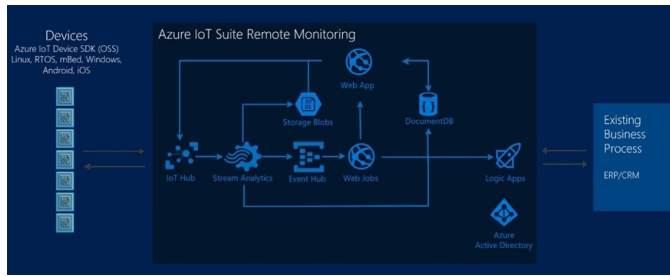 Devices
Azure IoT Device SDK (OSS)
Linux, RTOS, mBed. Windows,
Android, iOS
Azure IoT Suite Remote Monitoring
Web App
Storage Blobs
DocumentDB
IoT Hub
Stream Analytics
Event Hub
Web Jobs
Logic Apps
Azure
Active Directory
Existing
Business
Process
ERP/CRM